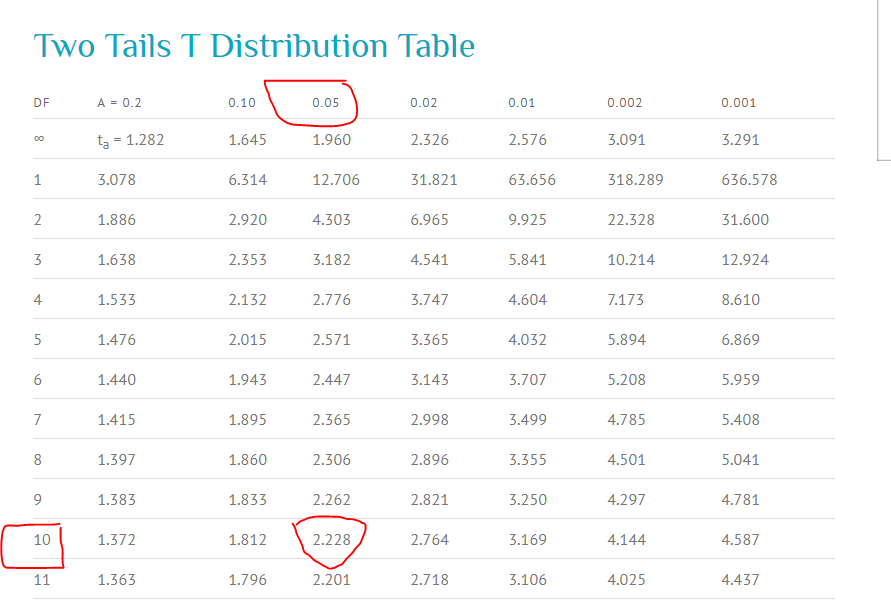 Two Tails T Distribution Table
DF A = 0.2 0.10 0.05 0.02 0.01 0.002 0.001
∞ ta = 1.282 1.645 1.960 2.326 2.576 3.091 3.291
1 3.078 6.314 12.706 31.821 63.656 318.289 636.578
2 1.886 2.920 4.303 6.965 9.925 22.328 31.600
3 1.638 2.353 3.182 4.541 5.841 10.214 12.924
4 1.533 2.132 2.776 3.747 4.604 7.173 8.610
5 1.476 2.015 2.571 3.365 4.032 5.894 6.869
6 1.440 1.943 2.447 3.143 3.707 5.208 5.959
7 1.415 1.895 2.365 2.998 3.499 4.785 5.408
8 1.397 1.860 2.306 2.896 3.355 4.501 5.041
9 1.383 1.833 2.262 2.821 3.250 4.297 4.781
10 1.372 1.812 2.228 2.764 3.169 4.144 4.587
11 1.363 1.796 2.201 2.718 3.106 4.025 4.437